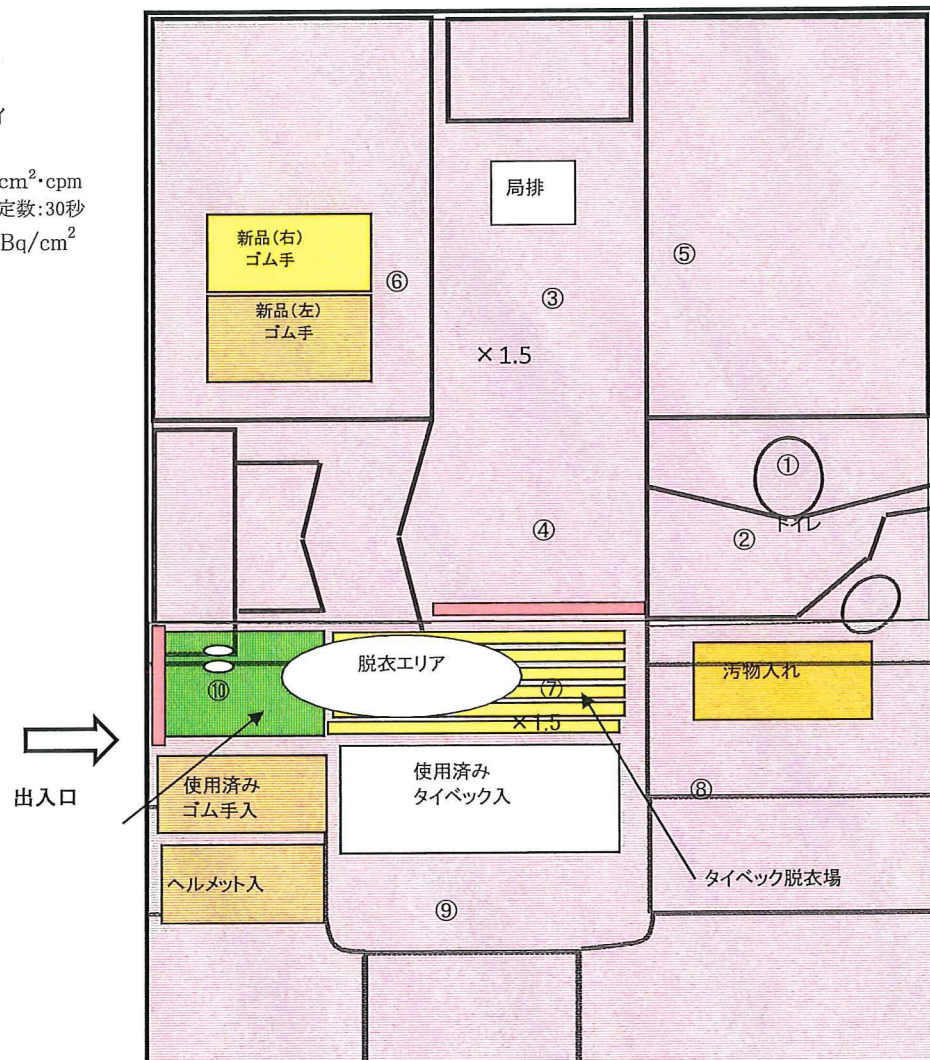 イ
cm²・cpm
定数:30秒
Bq/cm²
局排
新品(右)
ゴム手
新品(左)
ゴム手
⑥
③
⑤
×1.5
①
トイレ
②
④
脱衣エリア
⑩
⑦
×1.5
汚物入れ
出入口
使用済み
ゴム手入
使用済み
タイベック入
⑧
ヘルメット入
タイベック脱衣場
⑨